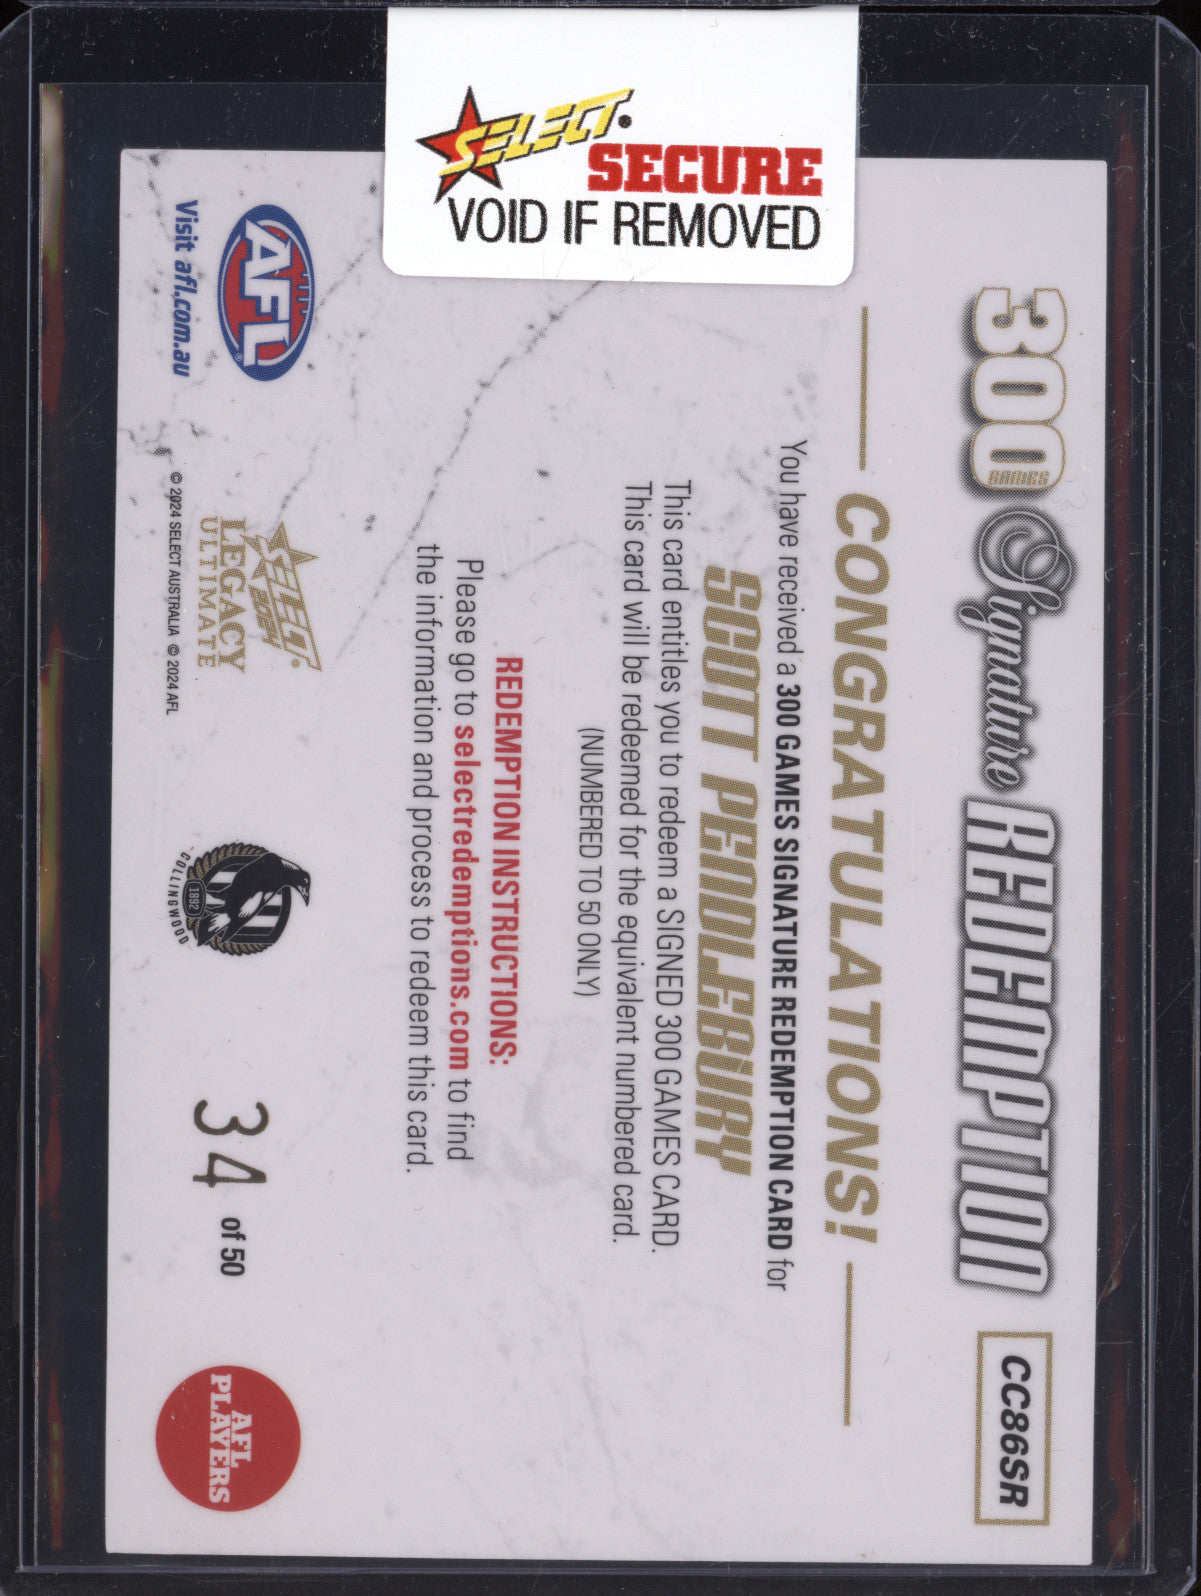 SELECT.
SECURE
VOID IF REMOVED
300
GAMES
Signature
REDEMPTION
CC86SR
CONGRATULATIONS!
You have received a 300 GAMES SIGNATURE REDEMPTION CARD for
SCOTT PENDLEBURY
This card entitles you to redeem a SIGNED 300 GAMES CARD.
This card will be redeemed for the equivalent numbered card.
(NUMBERED TO 50 ONLY)
REDEMPTION INSTRUCTIONS:
Please go to selectredemptions.com to find
the information and process to redeem this card.
AFL
®
Visit afl.com.au
SELECT.
2024
LEGACY
ULTIMATE
© 2924 SELECT AUSTRALIA © 2024 AFL
1892
COLLINGWOOD
34 of 50
AFL
PLAYERS